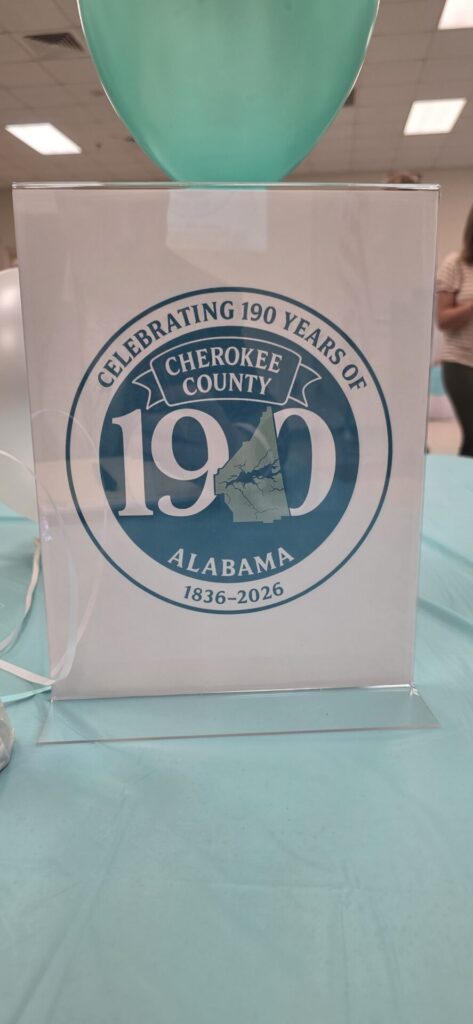 CELEBRATING 190 YEARS OF
CHEROKEE
COUNTY
190
ALABAMA
1836–2026